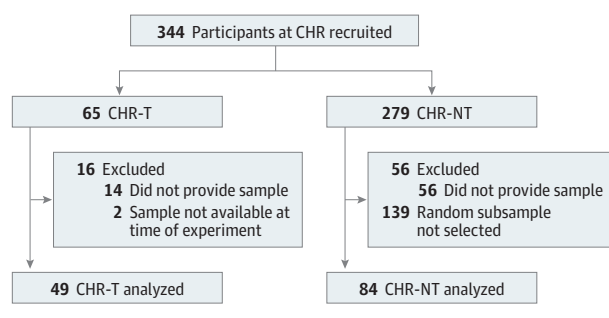 344 Participants at CHR recruited
65 CHR-T
279 CHR-NT
16 Excluded
14 Did not provide sample
2 Sample not available at
time of experiment
56 Excluded
56 Did not provide sample
139 Random subsample
not selected
49 CHR-T analyzed
84 CHR-NT analyzed